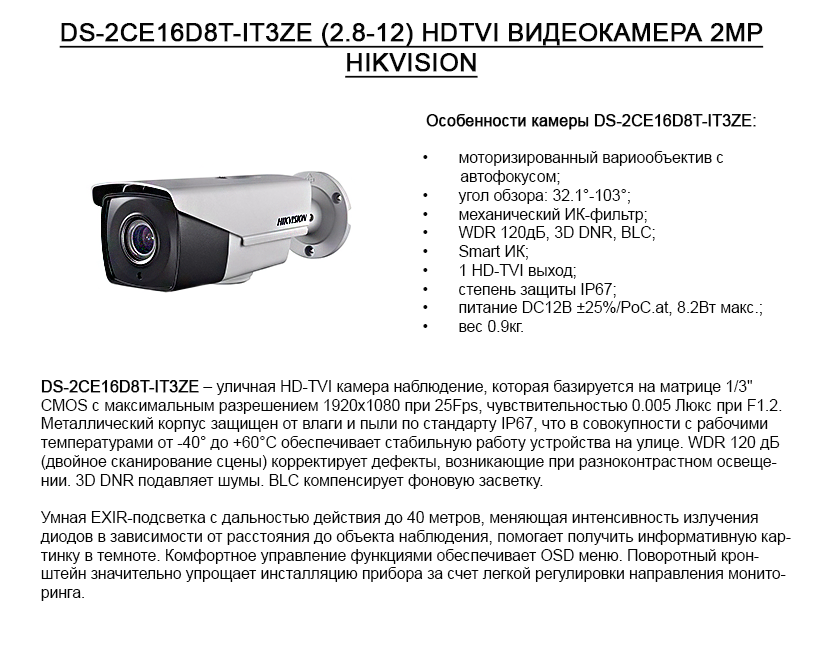 DS-2CE16D8T-IT3ZE (2.8-12) HDTVI ВИДЕОКАМЕРА 2MP
HIKVISION
Особенности камеры DS-2CE16D8T-IT3ZE:
• моторизированный вариообъектив с
автофокусом;
• угол обзора: 32.1°-103°;
• механический ИК-фильтр;
• WDR 120дБ, 3D DNR, BLC;
• Smart ИК;
• 1 HD-TVI выход;
• степень защиты IP67;
• питание DC12В ±25%/PoC.at, 8.2Вт макс.;
• вес 0.9кг.
HIKVISION
DS-2CE16D8T-IT3ZE – уличная HD-TVI камера наблюдение, которая базируется на матрице 1/3"
CMOS с максимальным разрешением 1920x1080 при 25Fps, чувствительностью 0.005 Люкс при F1.2.
Металлический корпус защищен от влаги и пыли по стандарту IP67, что в совокупности с рабочими
температурами от -40° до +60°C обеспечивает стабильную работу устройства на улице. WDR 120 дБ
(двойное сканирование сцены) корректирует дефекты, возникающие при разноконтрастном освеще-
нии. 3D DNR подавляет шумы. BLC компенсирует фоновую засветку.
Умная EXIR-подсветка с дальностью действия до 40 метров, меняющая интенсивность излучения
диодов в зависимости от расстояния до объекта наблюдения, помогает получить информативную кар-
тинку в темноте. Комфортное управление функциями обеспечивает OSD меню. Поворотный крон-
штейн значительно упрощает инсталляцию прибора за счет легкой регулировки направления монито-
ринга.